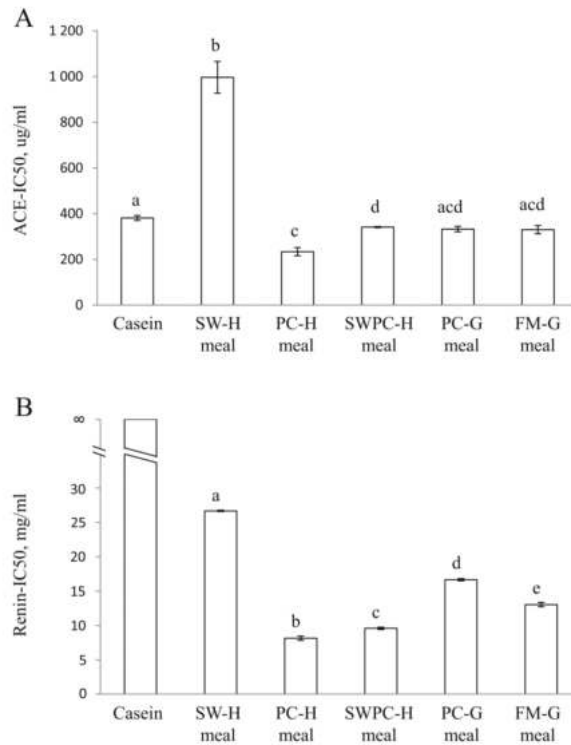 A
ACE-IC50, ug/ml
1 200
1 000
800
600
400
200
0
a
b
c
d
acd
acd
Casein
SW-H meal
PC-H meal
SWPC-H meal
PC-G meal
FM-G meal
B
Renin-IC50, mg/ml
∞
30
25
20
15
10
5
0
a
b
c
d
e
Casein
SW-H meal
PC-H meal
SWPC-H meal
PC-G meal
FM-G meal